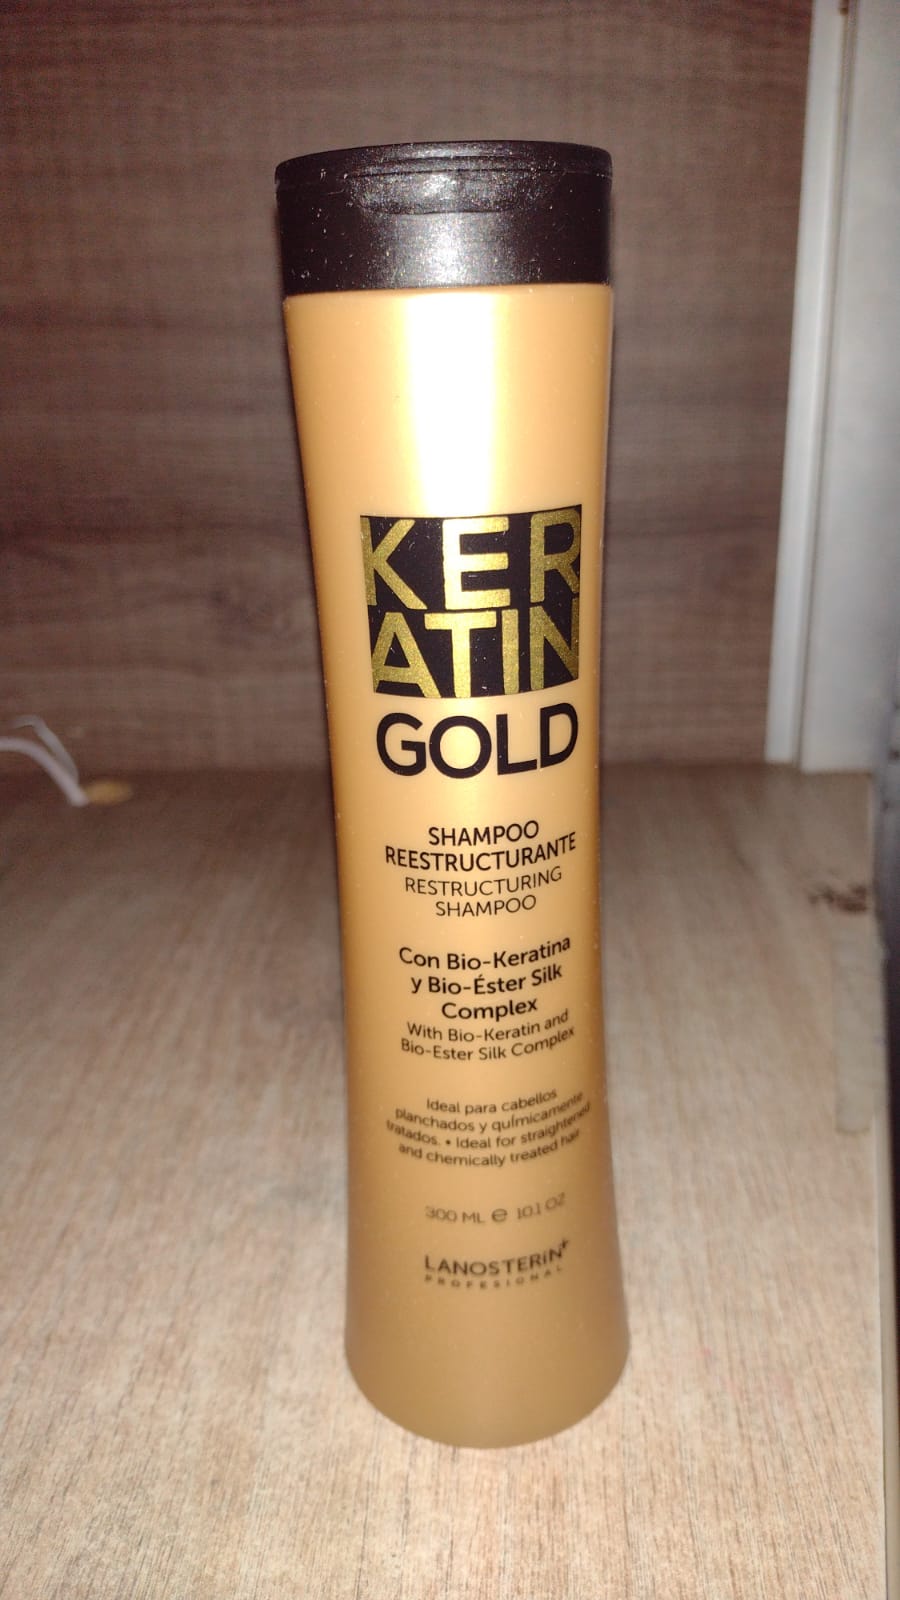 KER
ATIN
GOLD
SHAMPOO
REESTRUCTURANTE
RESTRUCTURING
SHAMPOO
Con Bio-Keratina
y Bio-Éster Silk
Complex
With Bio-Keratin and
Bio-Ester Silk Complex
Ideal para cabellos
planchados y químicamente
tratados. • Ideal for straightened
and chemically treated hair
300 ML e 10.1 OZ
LANOSTERIN+
PROFESIONAL